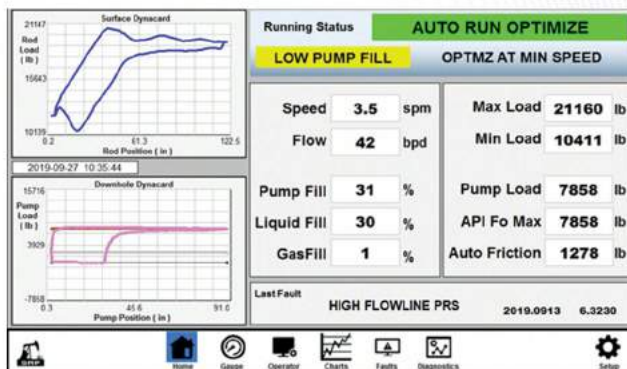 Surface Dynacard
21147
Rod
Load
( lb )
15643
10139
0.2 61.3 122.5
Rod Position ( in )
2019-09-27 10:35:44
Downhole Dynacard
15716
Pump
Load
( lb )
3929
-7858
0.3 45.6 91.0
Pump Position ( in )
Running Status AUTO RUN OPTIMIZE
LOW PUMP FILL OPTMZ AT MIN SPEED
Speed 3.5 spm
Flow 42 bpd
Pump Fill 31 %
Liquid Fill 30 %
GasFill 1 %
Max Load 21160 lb
Min Load 10411 lb
Pump Load 7858 lb
API Fo Max 7858 lb
Auto Friction 1278 lb
Last Fault
HIGH FLOWLINE PRS 2019.0913 6.3230
SRP
Home Gauge Operator Charts Faults Diagnostics Setup